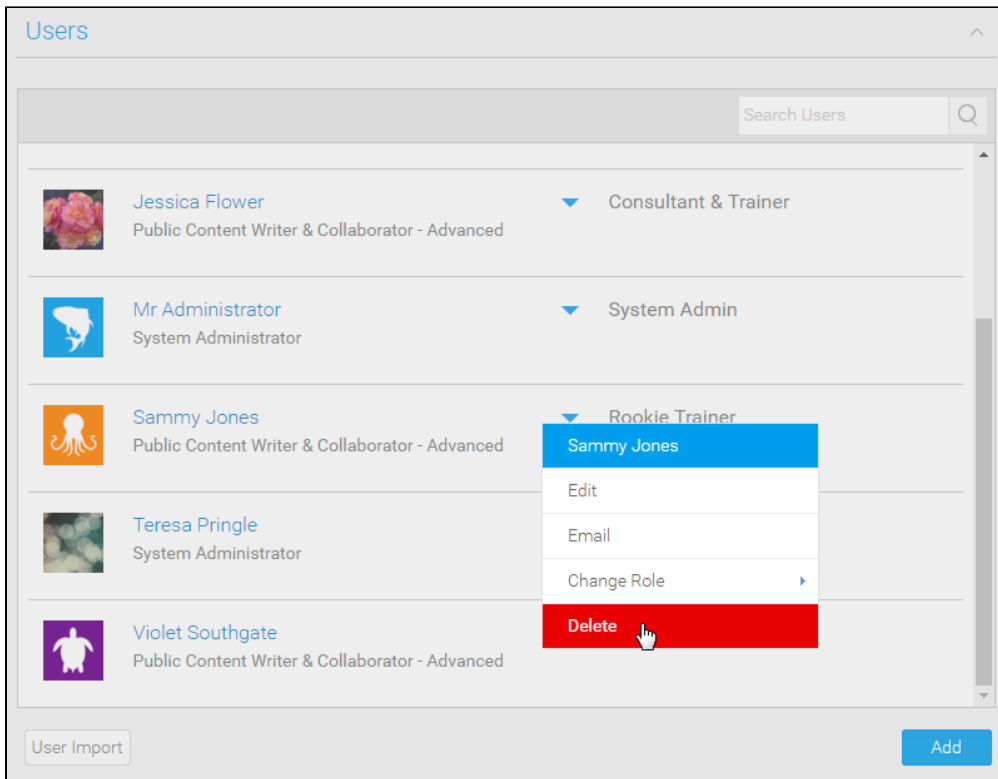 Users
Search Users
Jessica Flower
Consultant & Trainer
Public Content Writer & Collaborator - Advanced
Mr Administrator
System Admin
System Administrator
Sammy Jones
Rookie Trainer
Public Content Writer & Collaborator - Advanced
Sammy Jones
Edit
Email
Change Role
Delete
Teresa Pringle
System Administrator
Violet Southgate
Public Content Writer & Collaborator - Advanced
User Import
Add